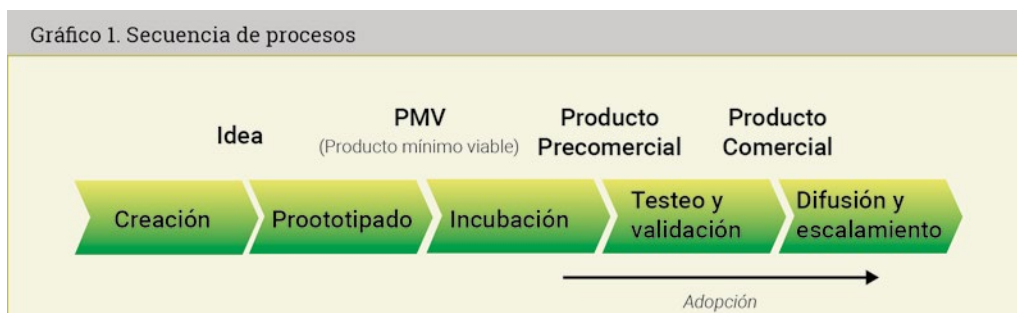 Gráfico 1. Secuencia de procesos
Idea
PMV
(Producto mínimo viable)
Producto
Precomercial
Producto
Comercial
Creación
Proototipado
Incubación
Testeo y
validación
Difusión y
escalamiento
Adopción